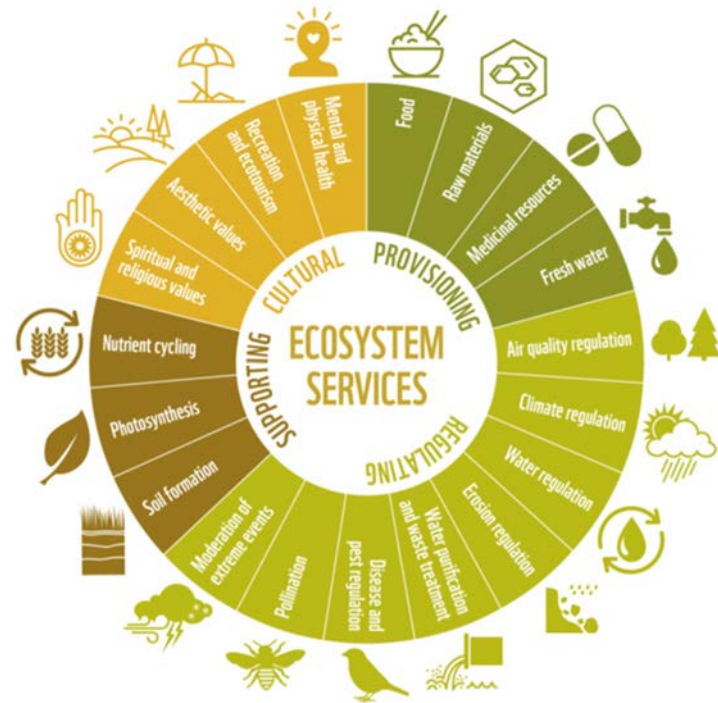 ECOSYSTEM
SERVICES
PROVISIONING
Food
Raw materials
Medicinal resources
Fresh water
REGULATING
Air quality regulation
Climate regulation
Water regulation
Erosion regulation
Water purification
and waste treatment
Disease and
pest regulation
Pollination
Moderation of
extreme events
SUPPORTING
Soil formation
Photosynthesis
Nutrient cycling
CULTURAL
Spiritual and
religious values
Aesthetic values
Recreation
and ecotourism
Mental and
physical health